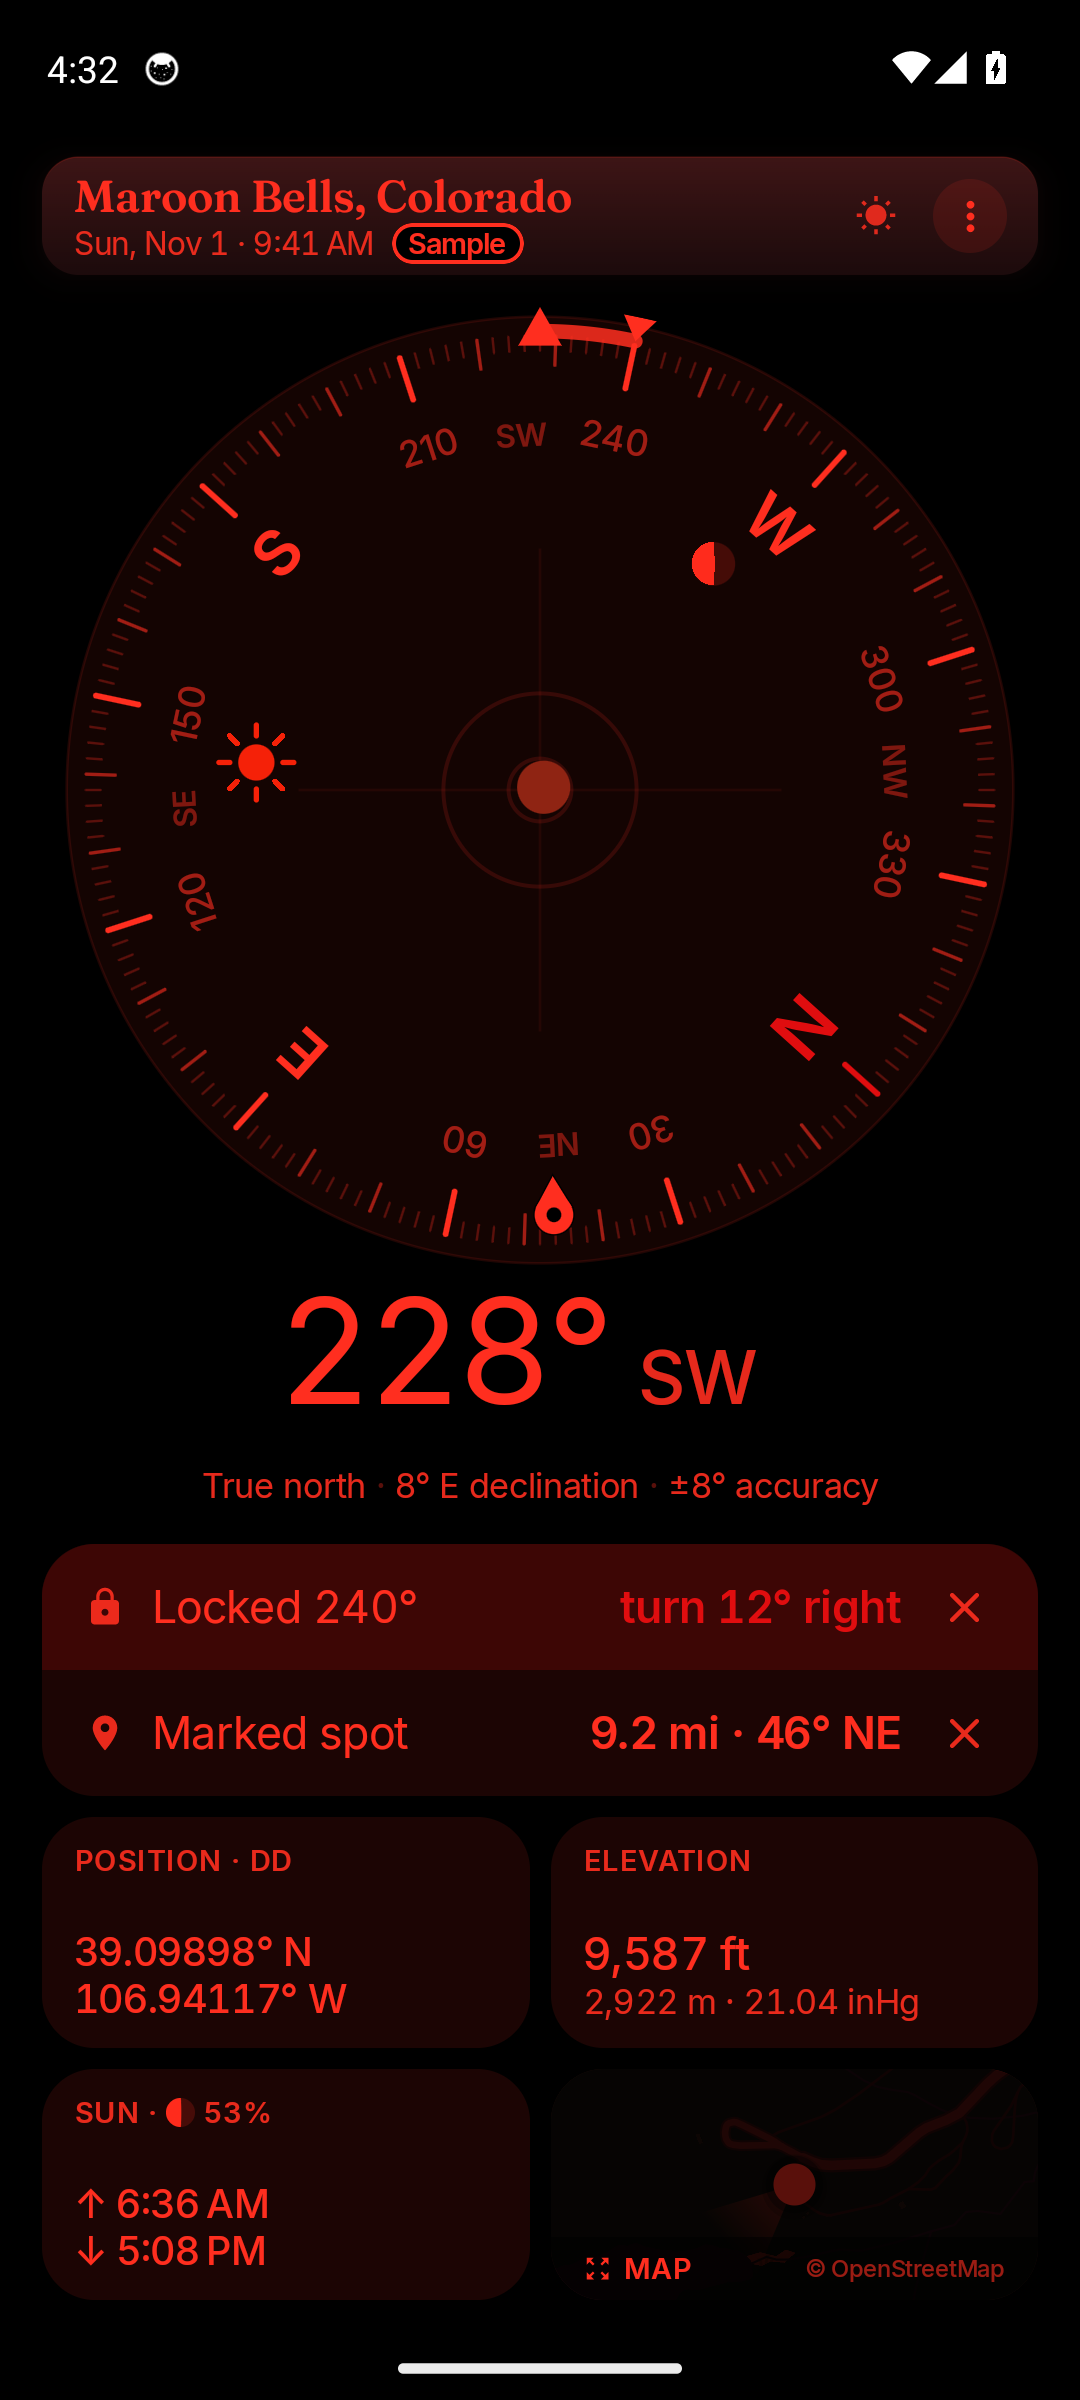 4:32
Maroon Bells, Colorado
Sun, Nov 1 · 9:41 AM Sample
210 SW 240
S W
150 300
SE NW
120 330
E N
60 NE 30
228° SW
True north · 8° E declination · ±8° accuracy
Locked 240° turn 12° right
Marked spot 9.2 mi · 46° NE
POSITION · DD
39.09898° N
106.94117° W
ELEVATION
9,587 ft
2,922 m · 21.04 inHg
SUN · 53%
↑ 6:36 AM
↓ 5:08 PM
MAP © OpenStreetMap